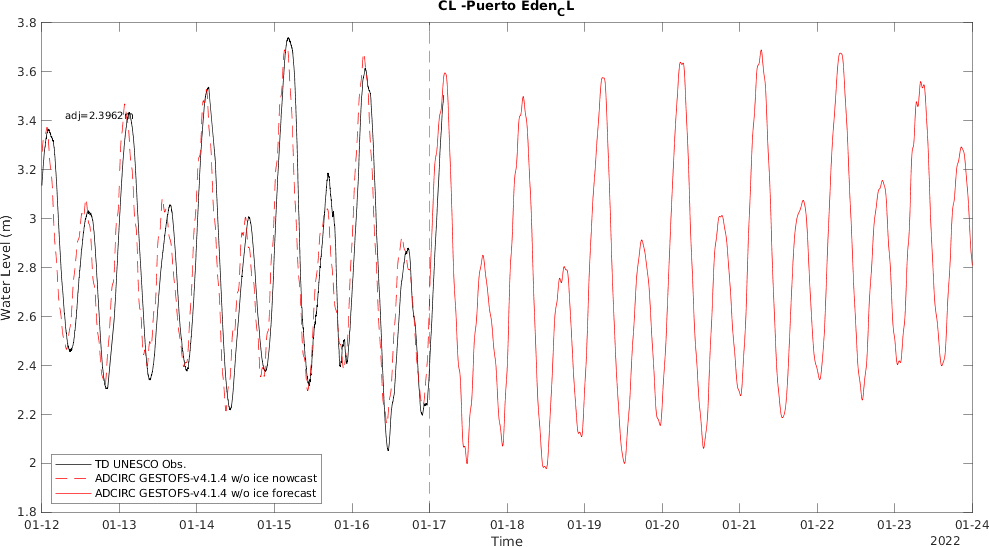 CL -Puerto EdenCL
3.8
3.6
3.4
3.2
3
2.8
2.6
2.4
2.2
2
1.8
Water Level (m)
adj=2.3962m
TD UNESCO Obs.
ADCIRC GESTOFS-v4.1.4 w/o ice nowcast
ADCIRC GESTOFS-v4.1.4 w/o ice forecast
01-12 01-13 01-14 01-15 01-16 01-17 01-18 01-19 01-20 01-21 01-22 01-23 01-24
Time
2022